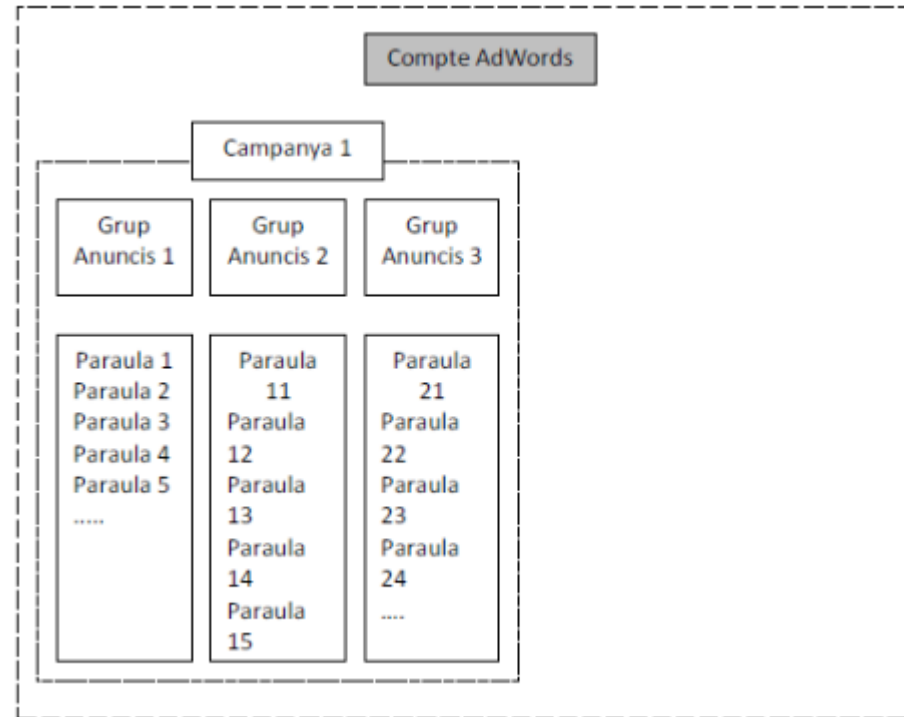 Compte AdWords
Campanya 1
Grup
Anuncis 1
Grup
Anuncis 2
Grup
Anuncis 3
Paraula 1
Paraula 2
Paraula 3
Paraula 4
Paraula 5
.....
Paraula
11
Paraula
12
Paraula
13
Paraula
14
Paraula
15
Paraula
21
Paraula
22
Paraula
23
Paraula
24
....